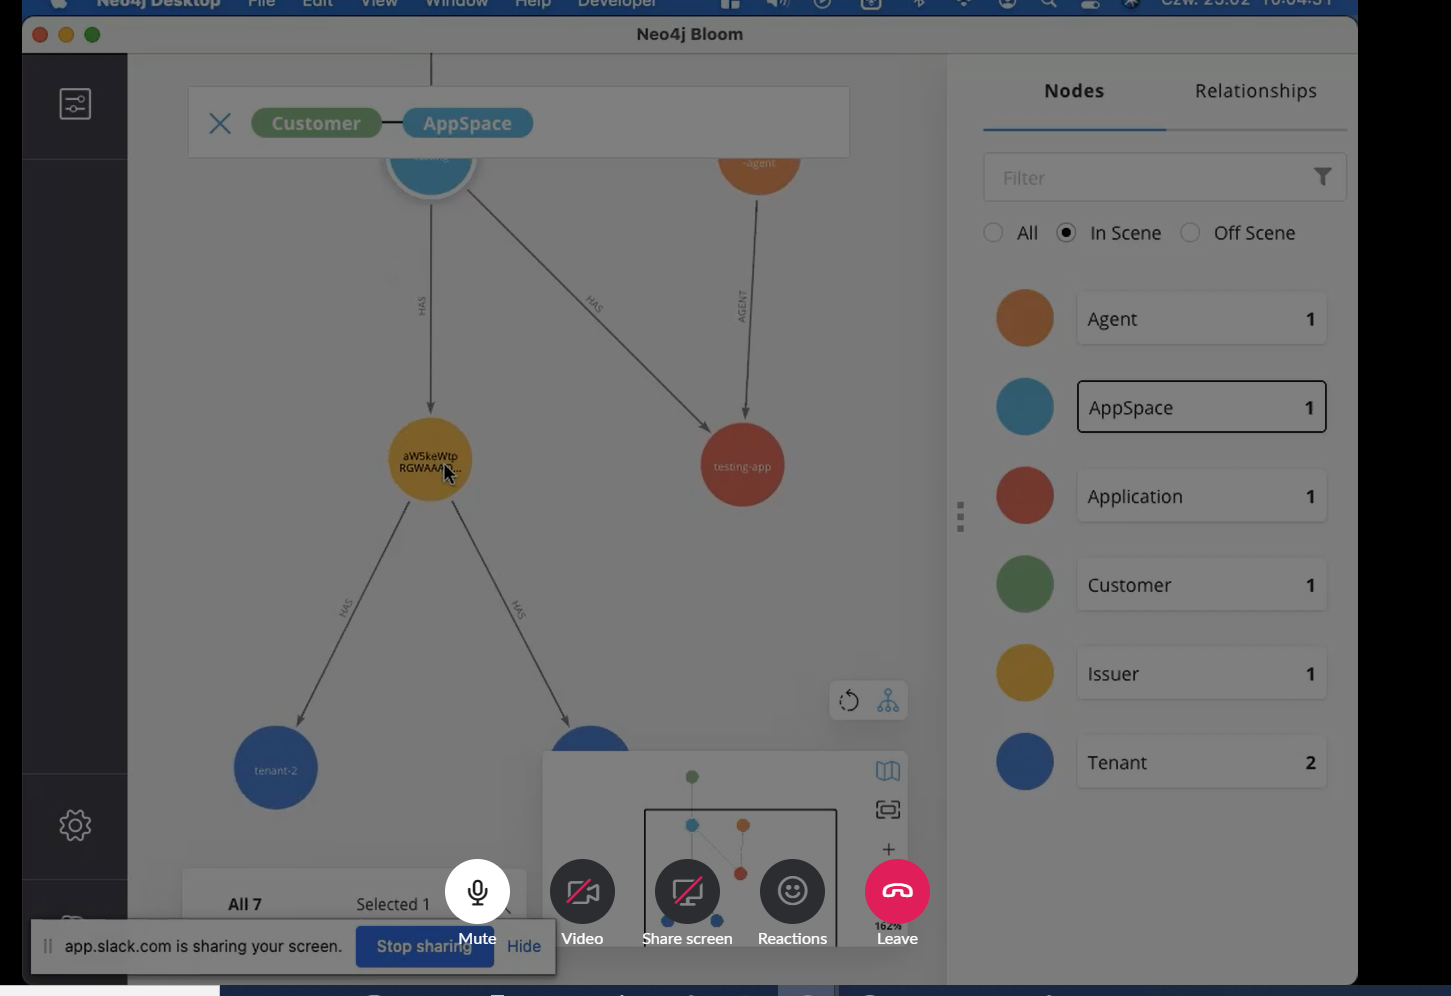 Neo4j Desktop File Edit View Window Help Developer
Neo4j Bloom
Customer
AppSpace
-agent
HAS
HAS
AGENT
aW5keWtp
RGWAAA
testing-app
HAS
HAS
tenant-2
All 7
Selected 1
162%
Nodes
Relationships
Filter
All
In Scene
Off Scene
Agent
1
AppSpace
1
Application
1
Customer
1
Issuer
1
Tenant
2
app.slack.com is sharing your screen.
Stop sharing
Hide
Mute
Video
Share screen
Reactions
Leave